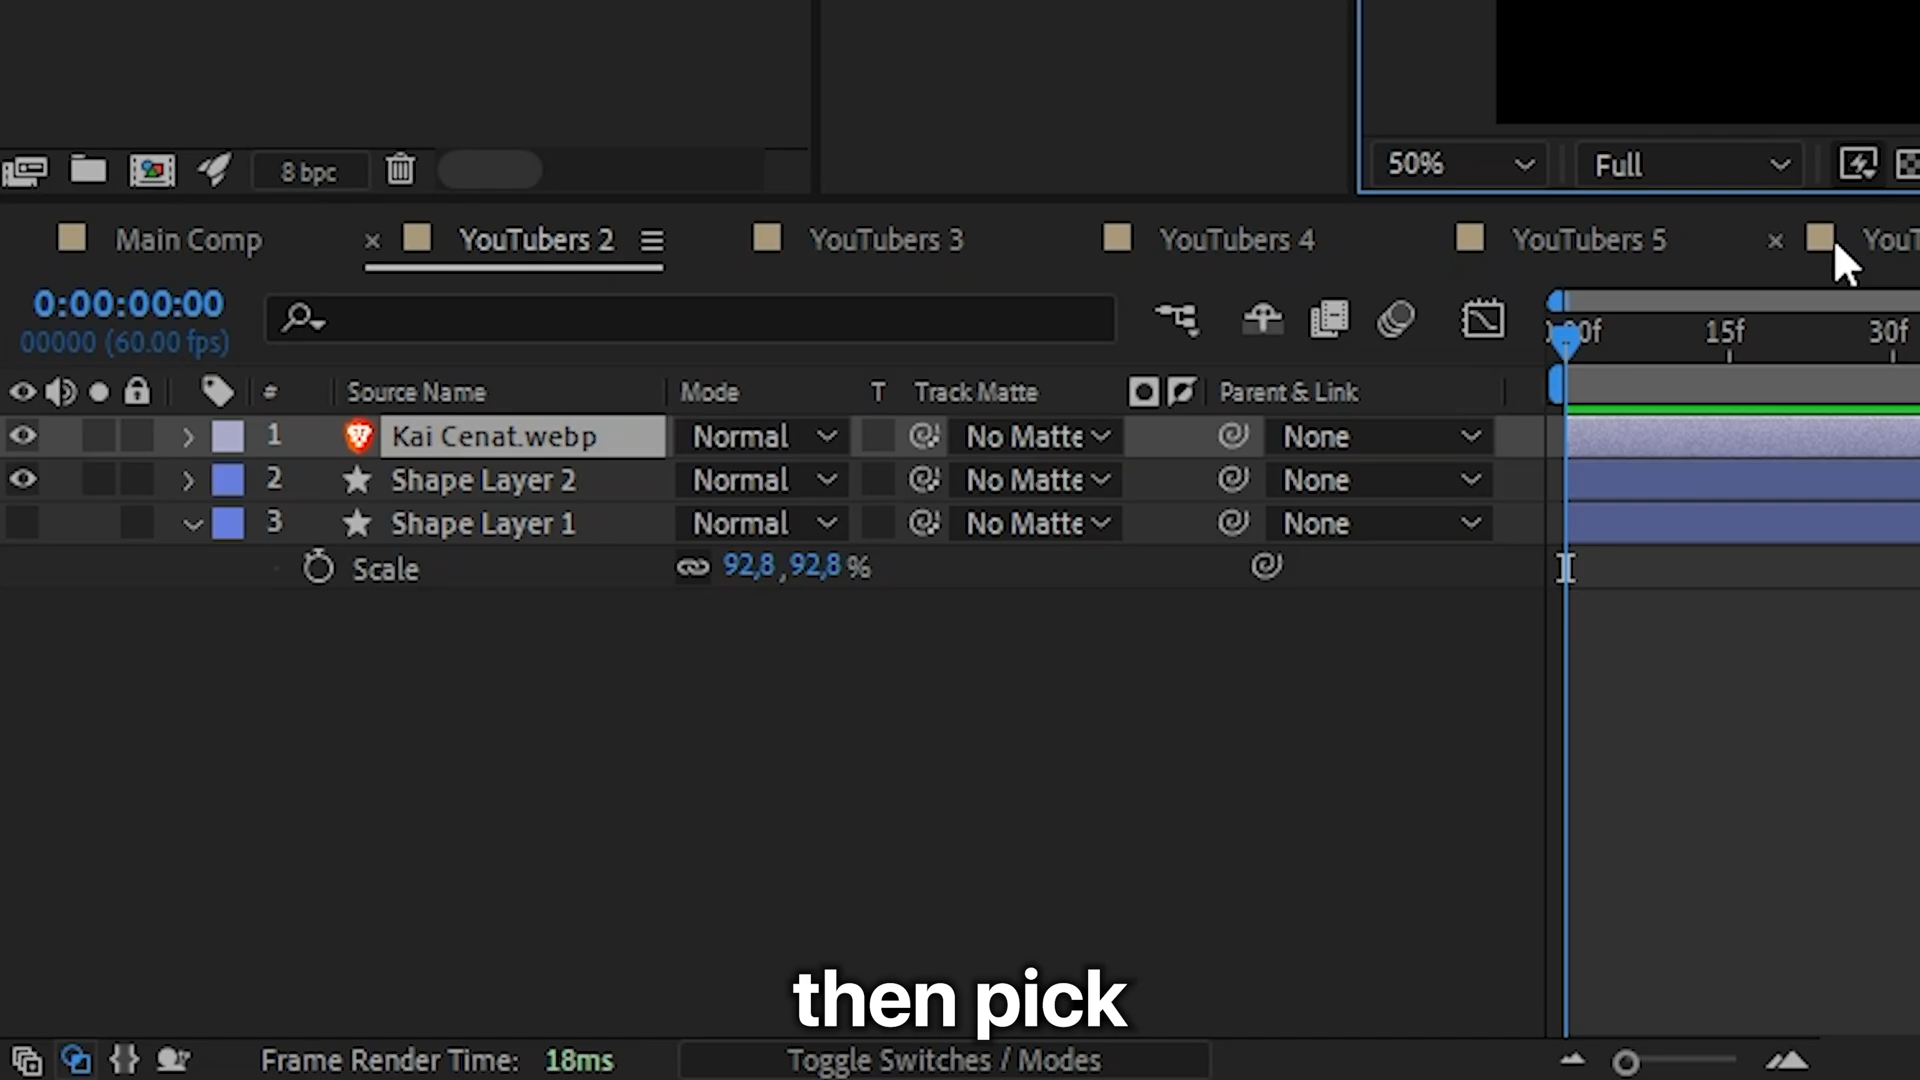 8 bpc
50%
Full
Main Comp
× YouTubers 2
YouTubers 3
YouTubers 4
YouTubers 5
× YouT
0:00:00:00
00000 (60.00 fps)
15f
30f
# Source Name Mode T Track Matte Parent & Link
1 Kai Cenat.webp Normal No Matte None
2 Shape Layer 2 Normal No Matte None
3 Shape Layer 1 Normal No Matte None
Scale 92,8, 92,8 %
then pick
Frame Render Time: 18ms
Toggle Switches / Modes